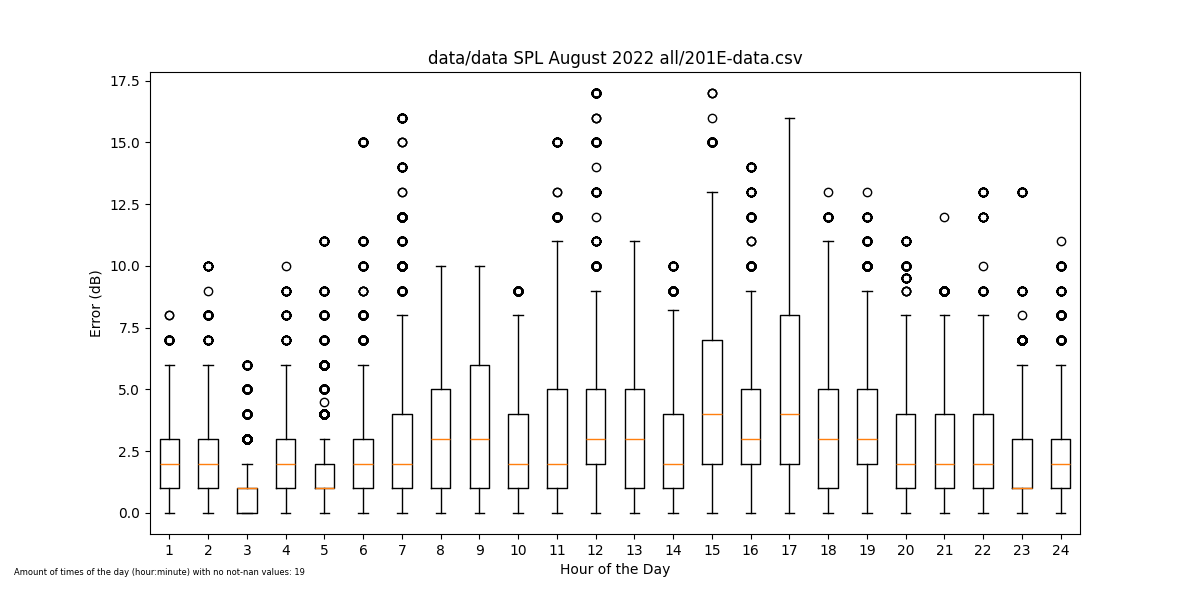 data/data SPL August 2022 all/201E-data.csv
17.5
15.0
12.5
10.0
7.5
5.0
2.5
0.0
Error (dB)
1 2 3 4 5 6 7 8 9 10 11 12 13 14 15 16 17 18 19 20 21 22 23 24
Hour of the Day
Amount of times of the day (hour:minute) with no not-nan values: 19